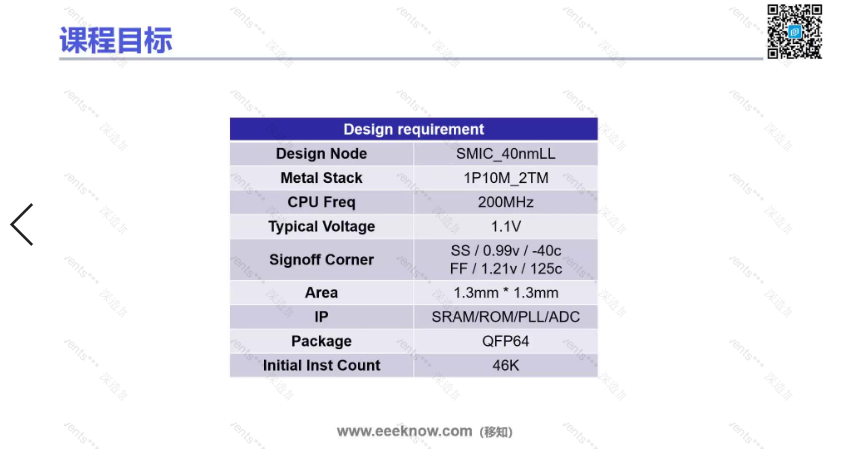 课程目标
Design requirement
Design Node SMIC_40nmLL
Metal Stack 1P10M_2TM
CPU Freq 200MHz
Typical Voltage 1.1V
Signoff Corner SS / 0.99v / -40c
FF / 1.21v / 125c
Area 1.3mm * 1.3mm
IP SRAM/ROM/PLL/ADC
Package QFP64
Initial Inst Count 46K
www.eeeknow.com (移知)